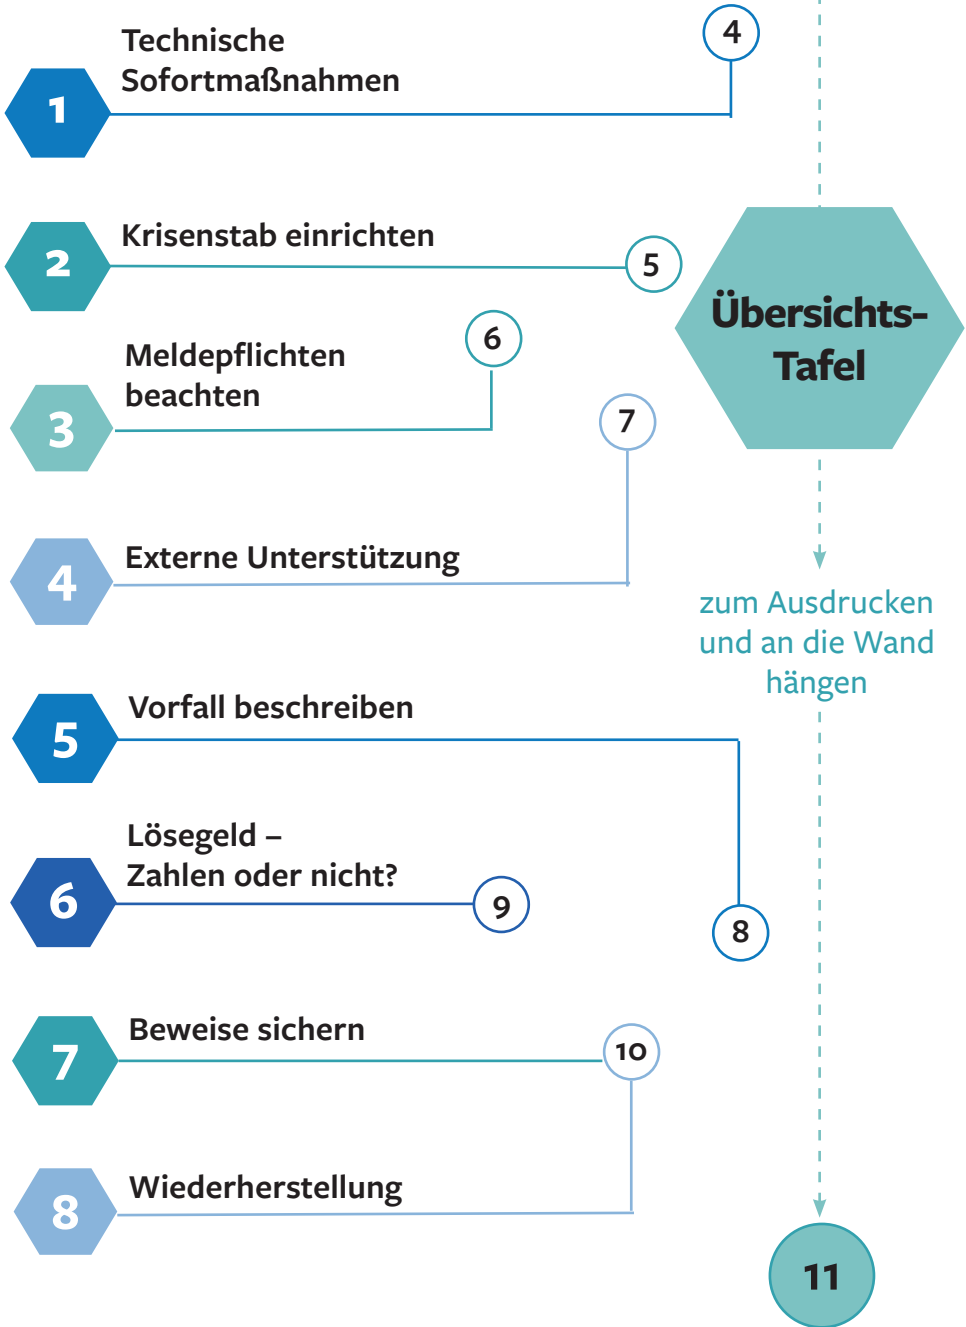 Technische
Sofortmaßnahmen
1
4
Krisenstab einrichten
2
5
Übersichts-
Tafel
Meldepflichten
beachten
3
6
Externe Unterstützung
4
7
zum Ausdrucken
und an die Wand
hängen
Vorfall beschreiben
5
8
Lösegeld –
Zahlen oder nicht?
6
9
Beweise sichern
7
10
Wiederherstellung
8
11